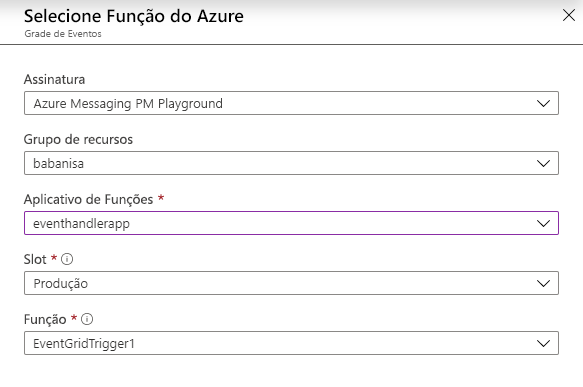 Selecione Função do Azure
Grade de Eventos
Assinatura
Azure Messaging PM Playground
Grupo de recursos
babanisa
Aplicativo de Funções *
eventhandlerapp
Slot *
Produção
Função *
EventGridTrigger1